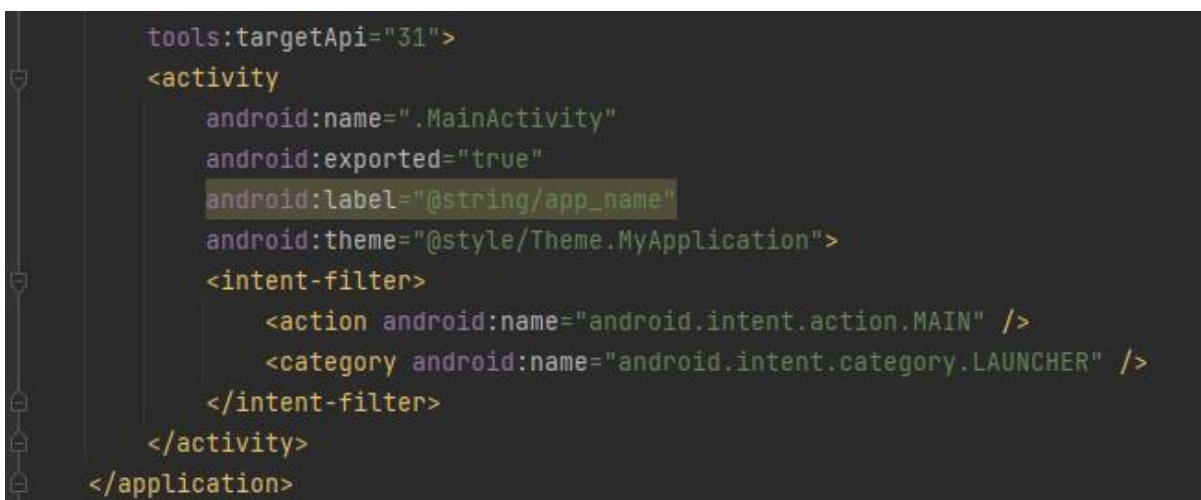 tools:targetApi="31">
<activity
android:name=".MainActivity"
android:exported="true"
android:label="@string/app_name"
android:theme="@style/Theme.MyApplication">
<intent-filter>
<action android:name="android.intent.action.MAIN" />
<category android:name="android.intent.category.LAUNCHER" />
</intent-filter>
</activity>
</application>